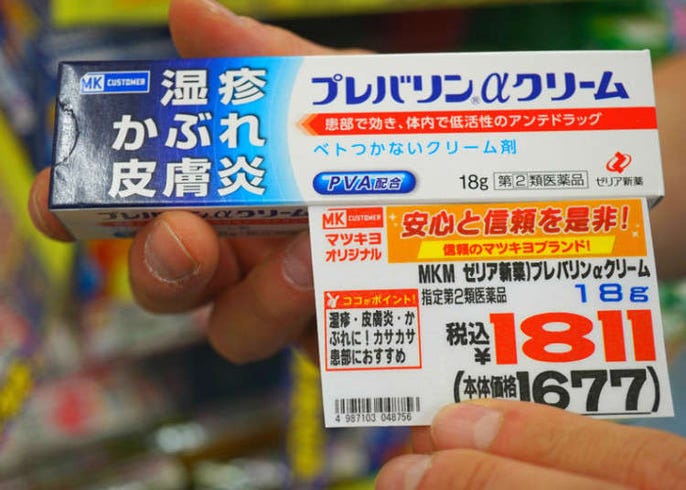 MK CUSTOMER
湿疹
かぶれ
皮膚炎
プレバリン®αクリーム
患部で効き、体内で低活性のアンテドラッグ
ベトつかないクリーム剤
PVA配合
18g 指定第②類医薬品
ゼリア新薬
MK CUSTOMER
マツキヨ
オリジナル
安心と信頼を是非!
信頼のマツキヨブランド!
MKM ゼリア新薬)プレバリンαクリーム
指定第2類医薬品
18g
ココがポイント!
湿疹・皮膚炎・か
ぶれに!カサカサ
患部におすすめ
税込
¥1811
(本体価格1677)
4 987103 048756